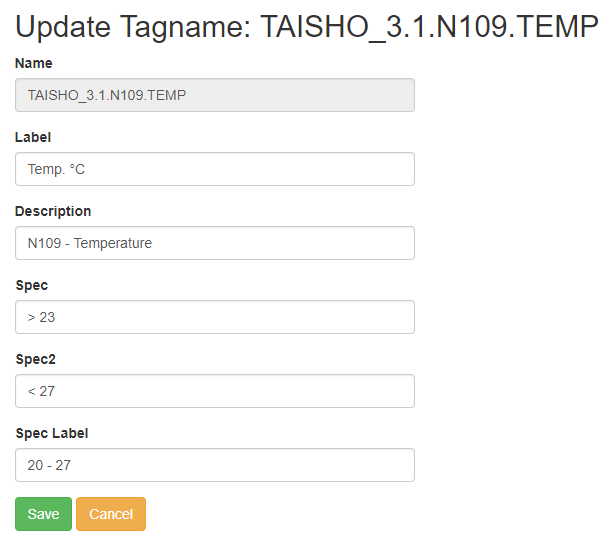 Update Tagname: TAISHO_3.1.N109.TEMP
Name
TAISHO_3.1.N109.TEMP
Label
Temp. °C
Description
N109 - Temperature
Spec
> 23
Spec2
< 27
Spec Label
20 - 27
Save Cancel